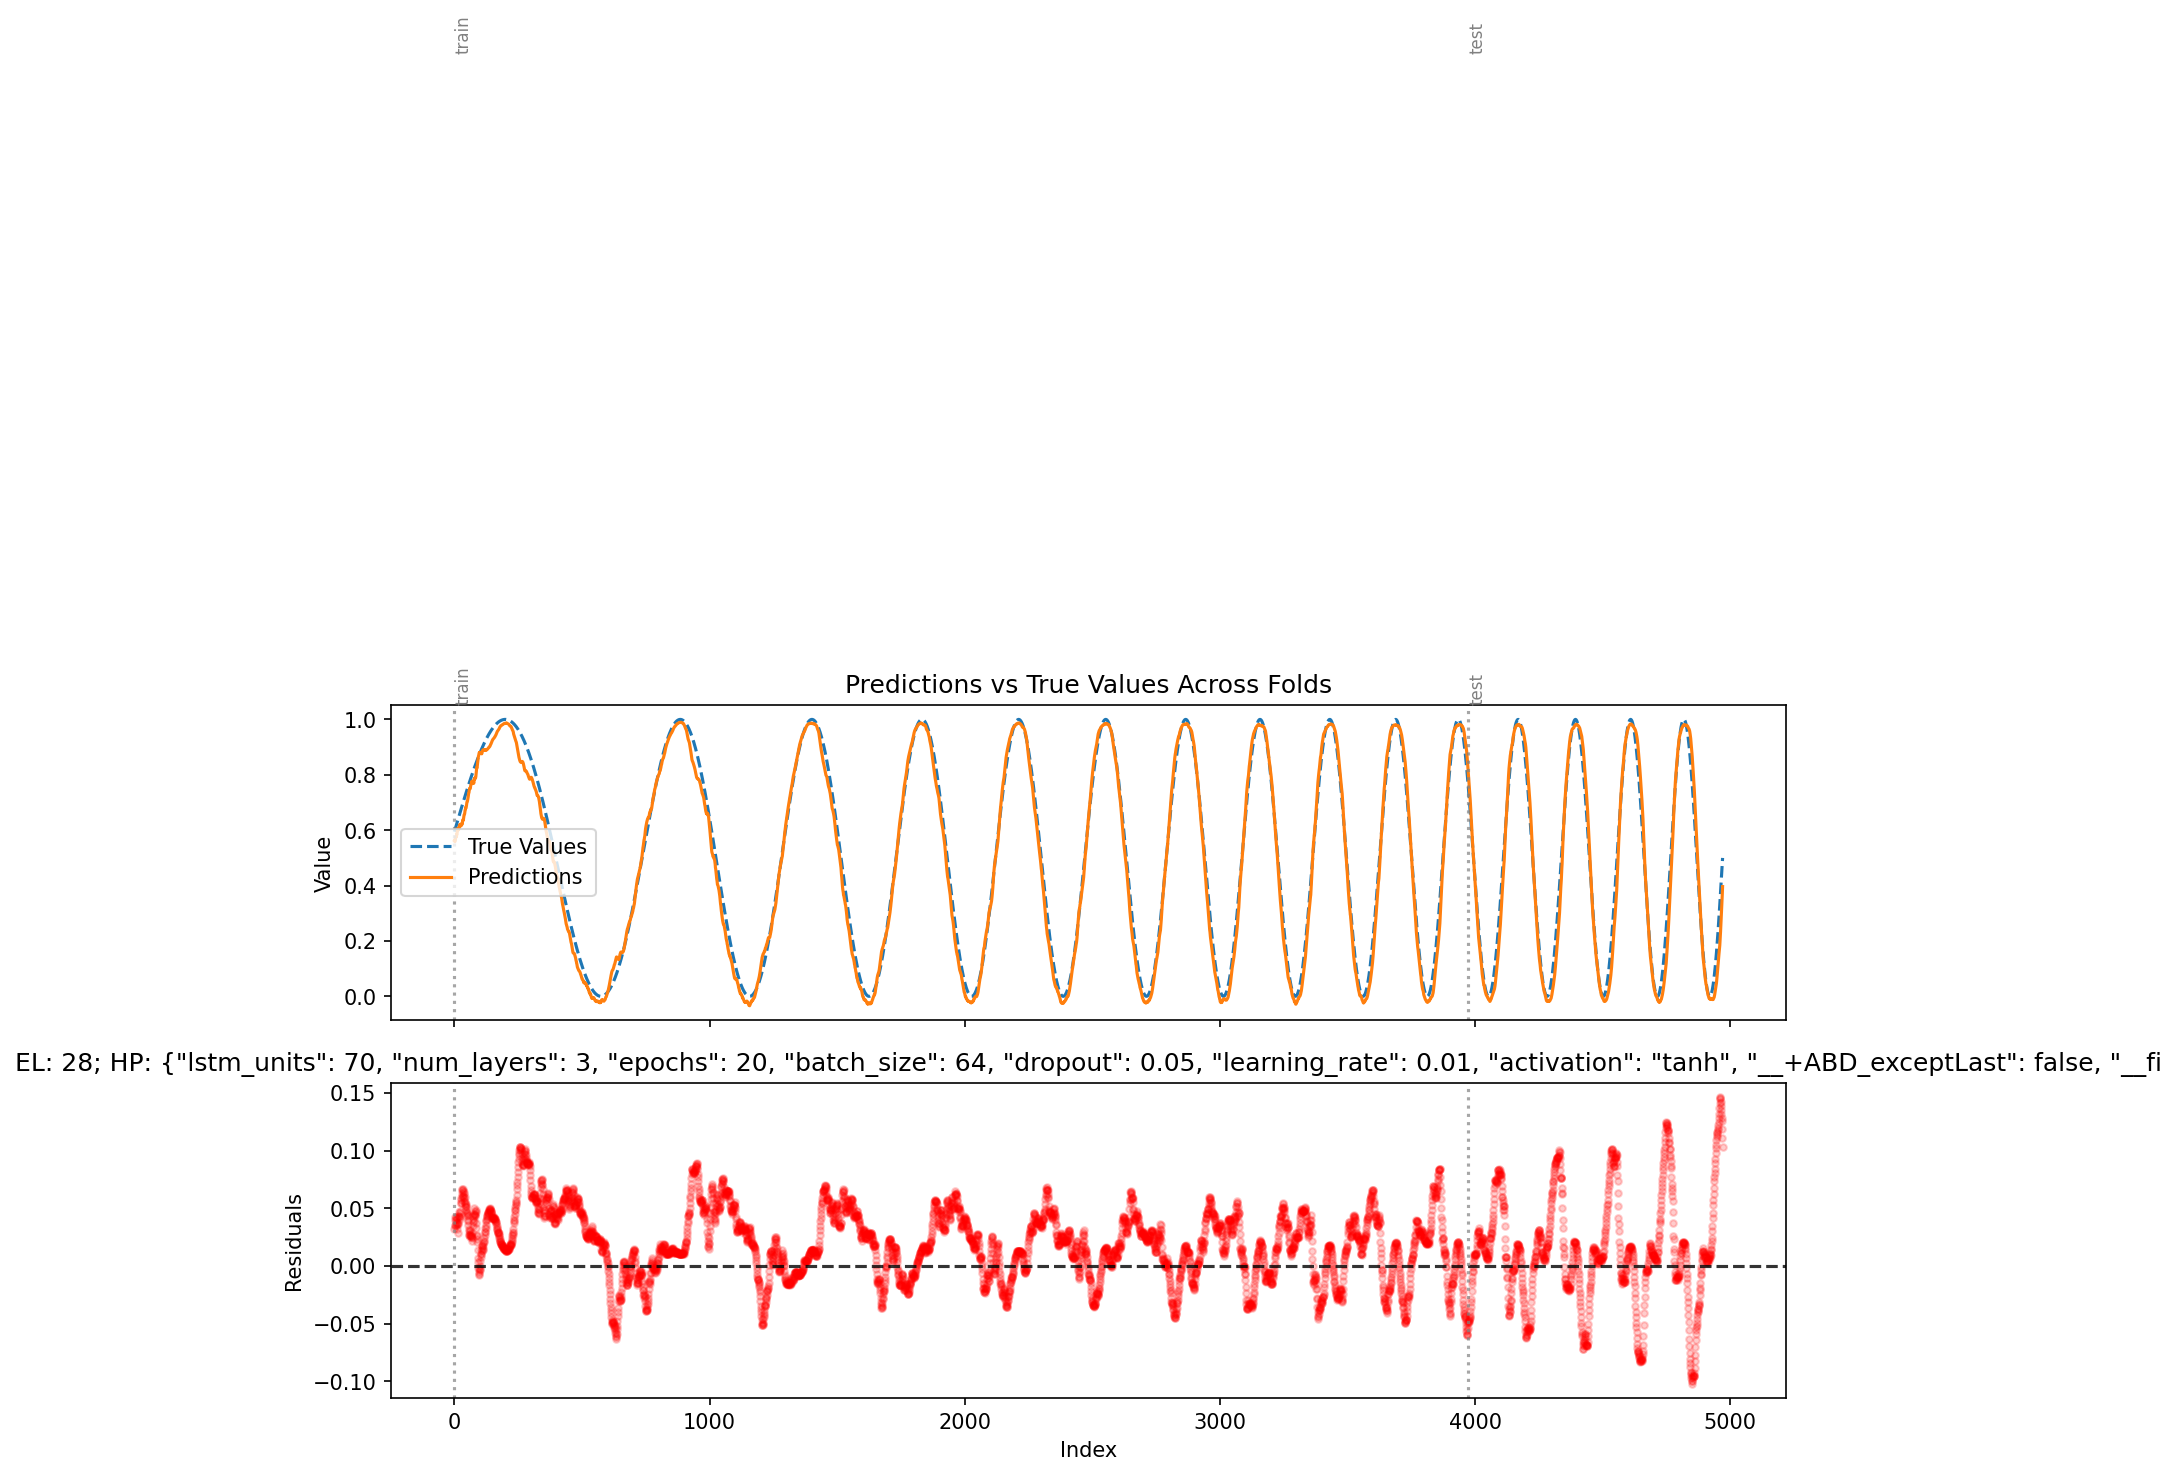 train
test
train
test
Predictions vs True Values Across Folds
1.0
0.8
0.6
0.4
0.2
0.0
Value
True Values
Predictions
EL: 28; HP: {"lstm_units": 70, "num_layers": 3, "epochs": 20, "batch_size": 64, "dropout": 0.05, "learning_rate": 0.01, "activation": "tanh", "__+ABD_exceptLast": false, "__fi
0.15
0.10
0.05
0.00
−0.05
−0.10
Residuals
0
1000
2000
3000
4000
5000
Index